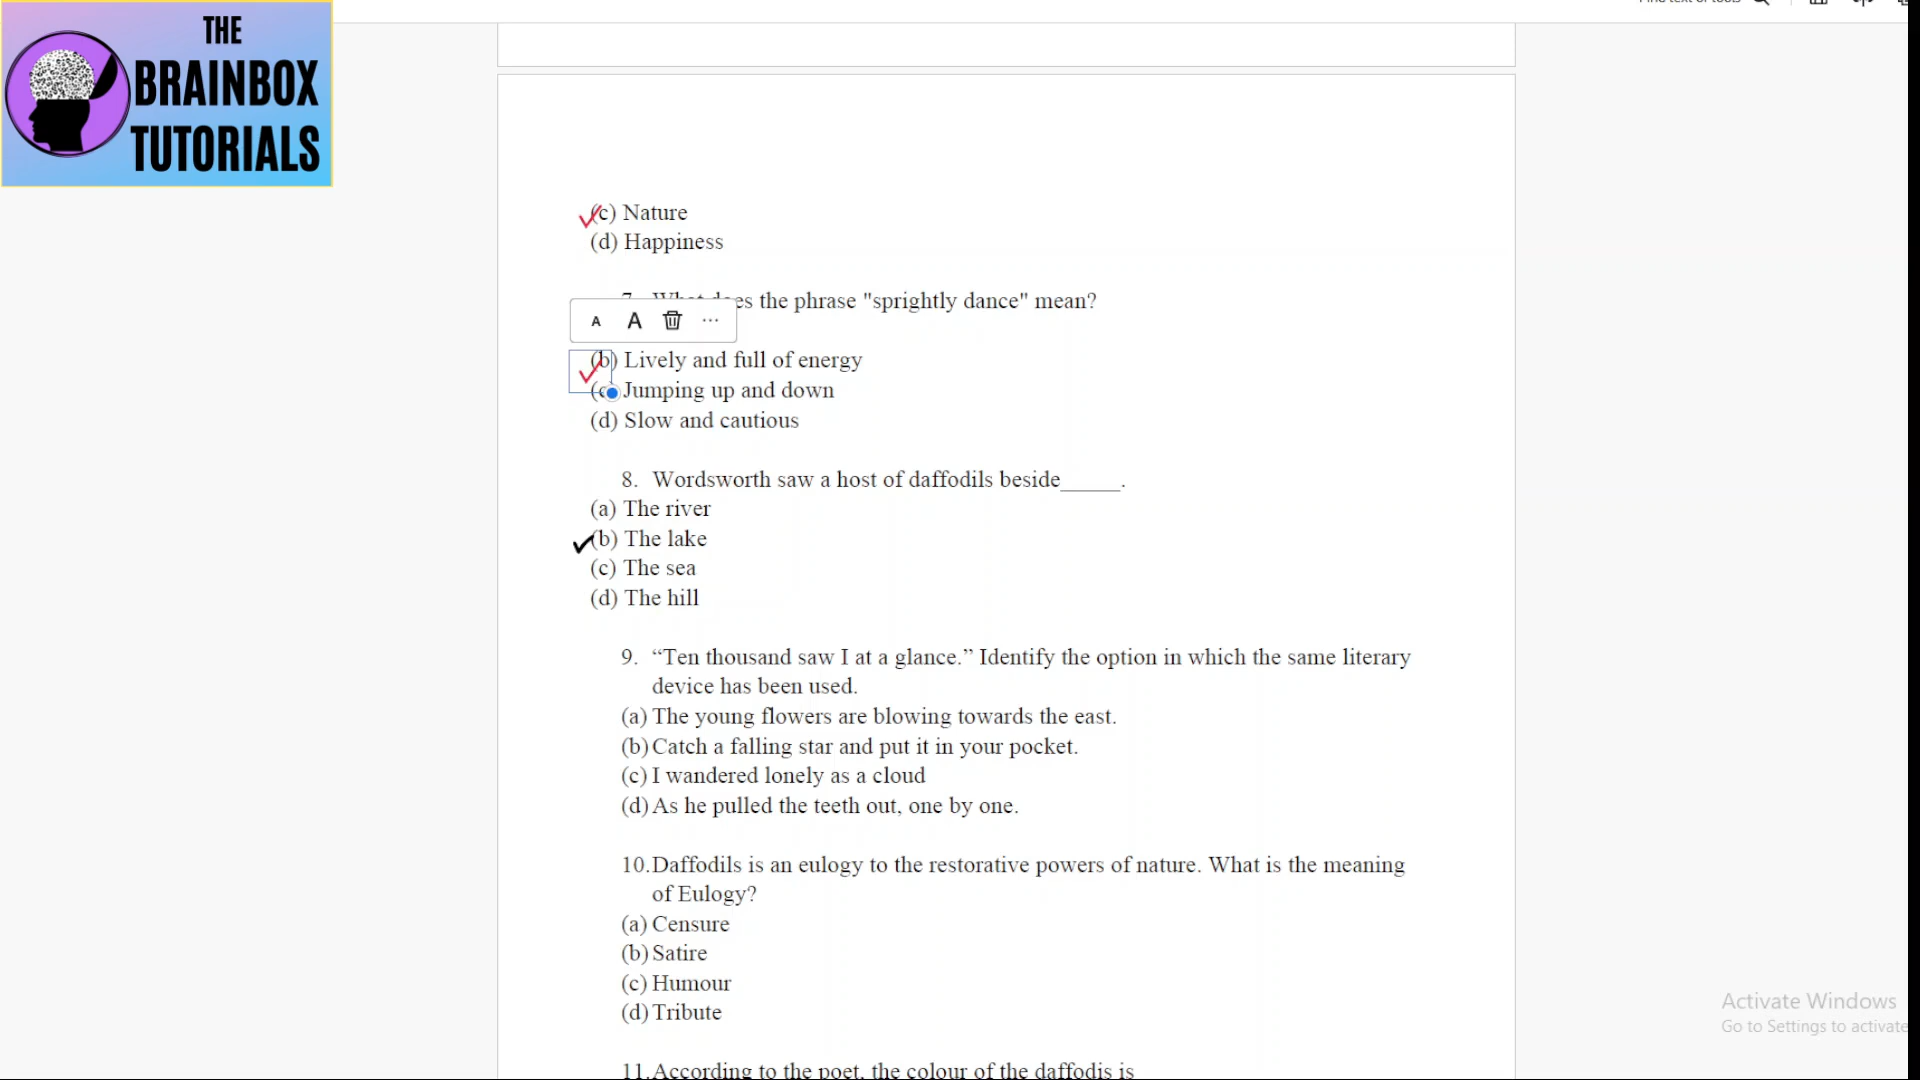 THE
BRAINBOX
TUTORIALS
(c) Nature
(d) Happiness
es the phrase "sprightly dance" mean?
A A ...
(b) Lively and full of energy
Jumping up and down
(d) Slow and cautious
8. Wordsworth saw a host of daffodils beside_____.
(a) The river
(b) The lake
(c) The sea
(d) The hill
9. “Ten thousand saw I at a glance.” Identify the option in which the same literary
device has been used.
(a) The young flowers are blowing towards the east.
(b) Catch a falling star and put it in your pocket.
(c) I wandered lonely as a cloud
(d) As he pulled the teeth out, one by one.
10. Daffodils is an eulogy to the restorative powers of nature. What is the meaning
of Eulogy?
(a) Censure
(b) Satire
(c) Humour
(d) Tribute
11. According to the poet, the colour of the daffodis is
Activate Windows
Go to Settings to activate